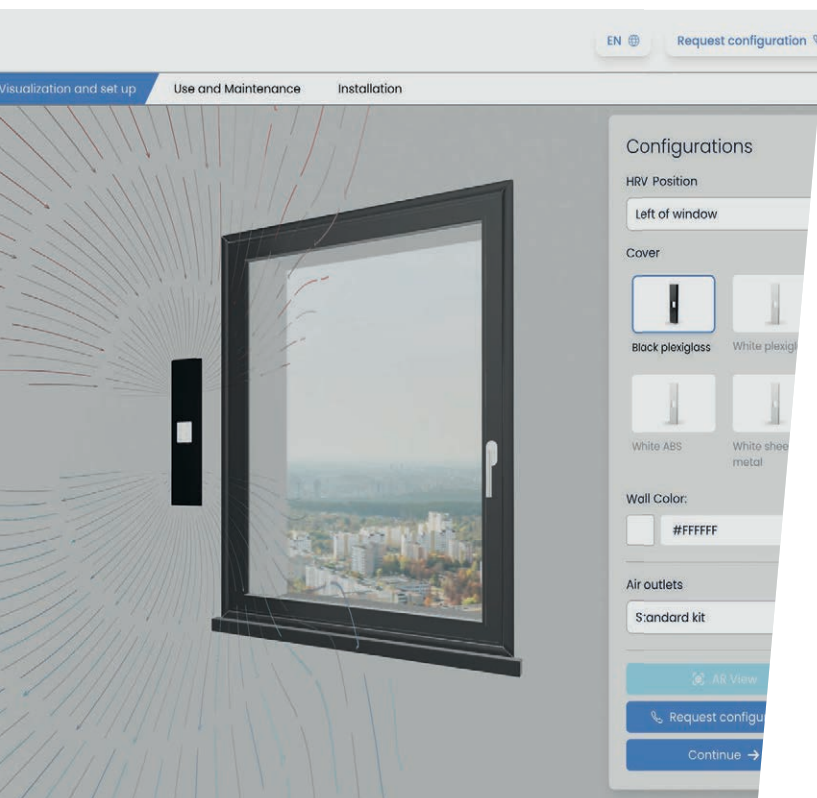 EN
Request configuration
Visualization and set up
Use and Maintenance
Installation
Configurations
HRV Position
Left of window
Cover
Black plexiglass
White plexigl
White ABS
White shee
metal
Wall Color:
#FFFFFF
Air outlets
Standard kit
AR View
Request configu
Continue →